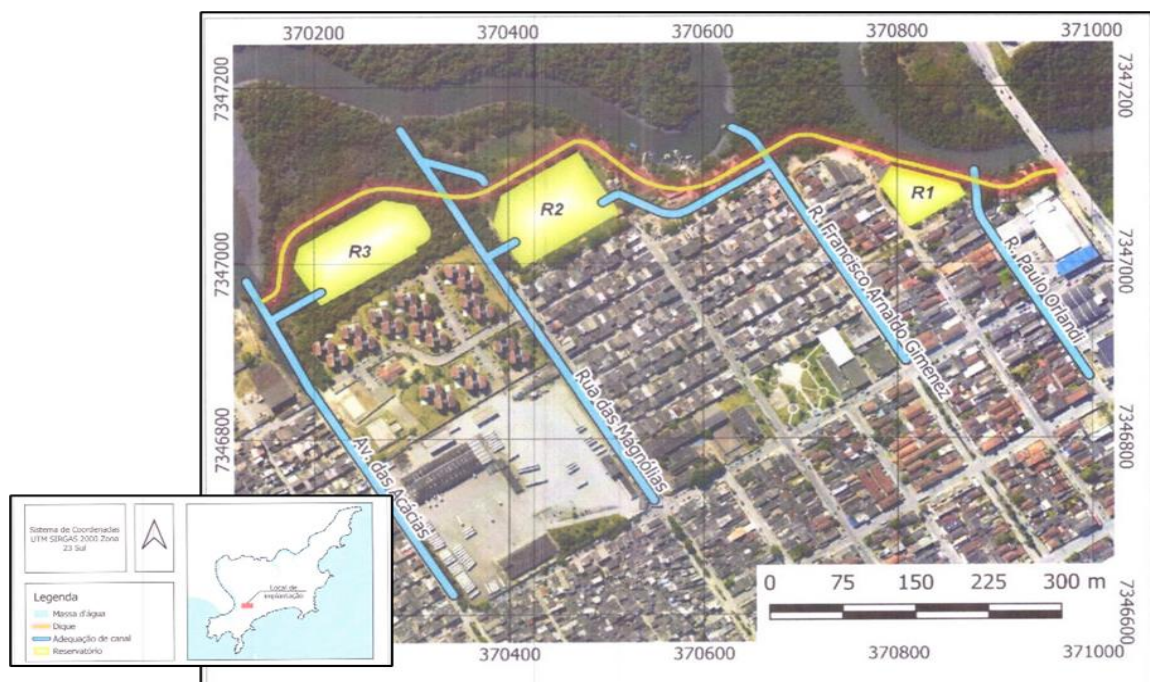 370200 370400 370600 370800 371000
7347200
7347200
R1
R2
R3
7347000
7347000
R. Francisco Arnaldo Gimenez
R. Paulo Orlandi
Rua das Magnólias
Av. das Acácias
7346800
7346800
7346600
0 75 150 225 300 m
370400 370600 370800 371000
Sistema de Coordenadas
UTM SIRGAS 2000 Zona
23 Sul
Local de
implantação
Legenda
Massa d'água
Dique
Adequação de canal
Reservatório